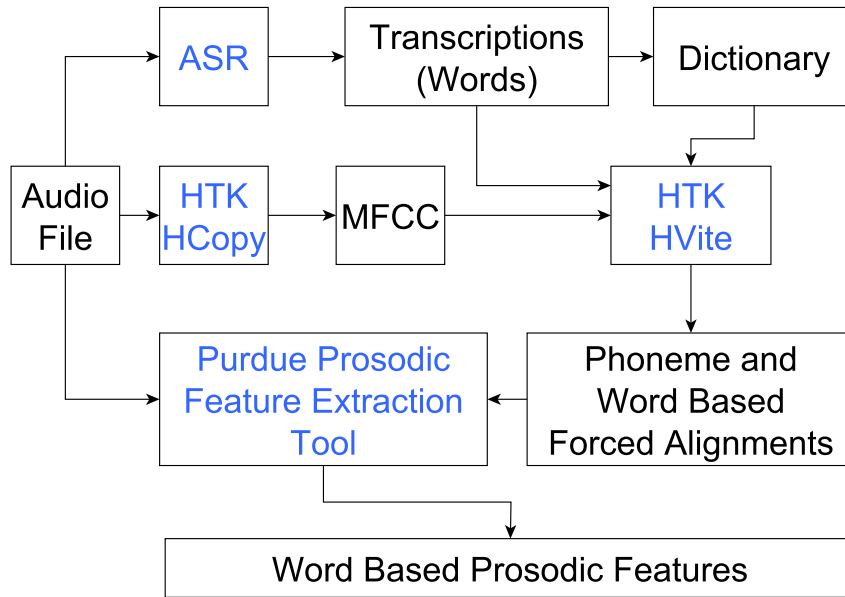 ASR
Transcriptions
(Words)
Dictionary
Audio
File
HTK
HCopy
MFCC
HTK
HVite
Purdue Prosodic
Feature Extraction
Tool
Phoneme and
Word Based
Forced Alignments
Word Based Prosodic Features